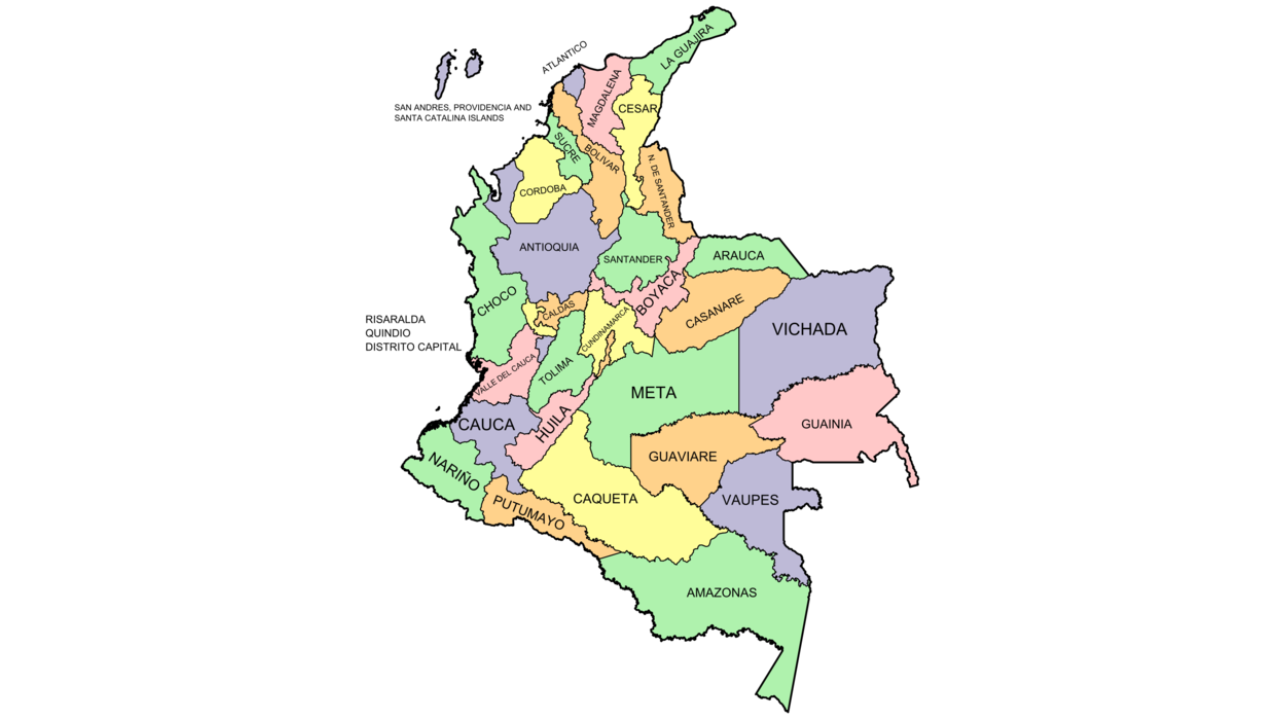 ATLANTICO
LA GUAJIRA
MAGDALENA
CESAR
SAN ANDRES, PROVIDENCIA AND
SANTA CATALINA ISLANDS
SUCRE
BOLIVAR
N. DE SANTANDER
CORDOBA
ANTIOQUIA
SANTANDER
ARAUCA
BOYACA
CHOCO
CALDAS
CASANARE
RISARALDA
QUINDIO
DISTRITO CAPITAL
CUNDINAMARCA
VICHADA
VALLE DEL CAUCA
TOLIMA
META
CAUCA
HUILA
GUAINIA
NARIÑO
GUAVIARE
PUTUMAYO
CAQUETA
VAUPES
AMAZONAS